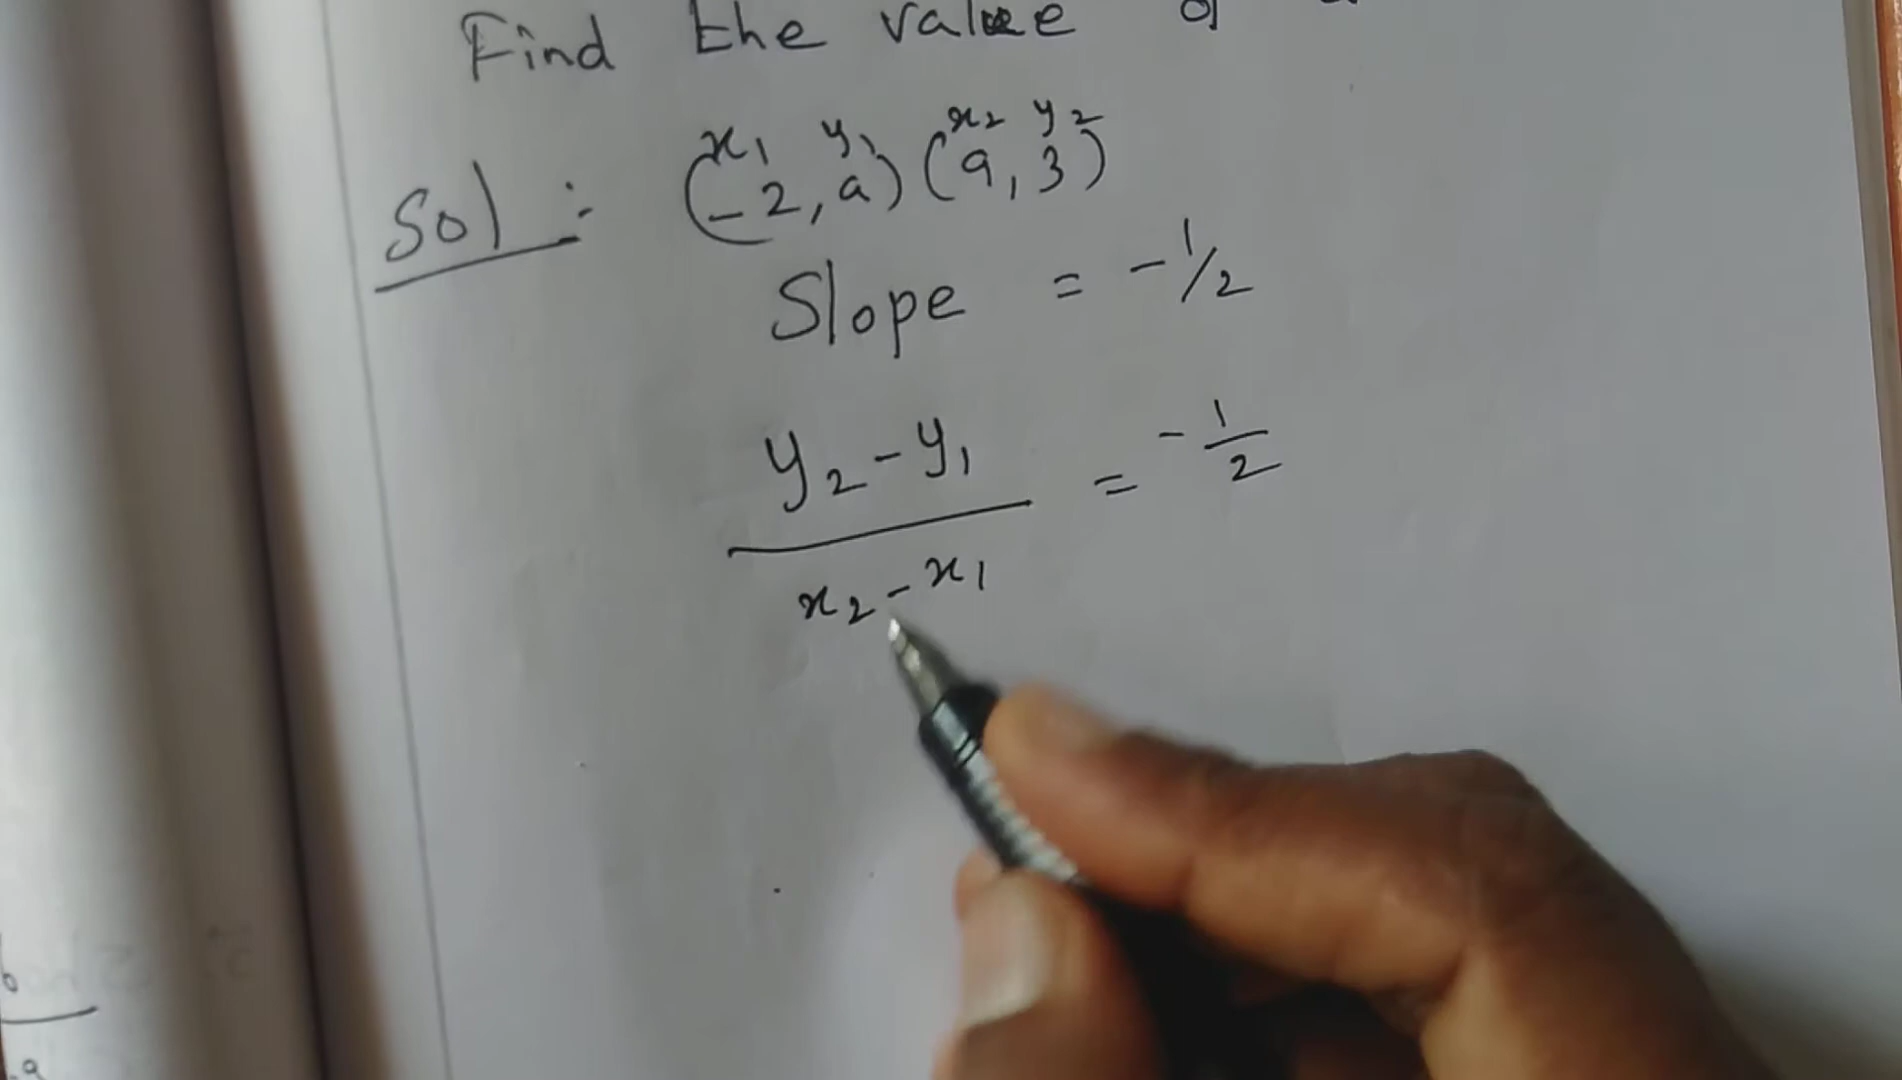 Find the value
x₁ y₁ x₂ y₂
Sol : (-2, a) (9, 3)
Slope = -1/2
y₂ - y₁ / x₂ - x₁ = - 1/2
b
a